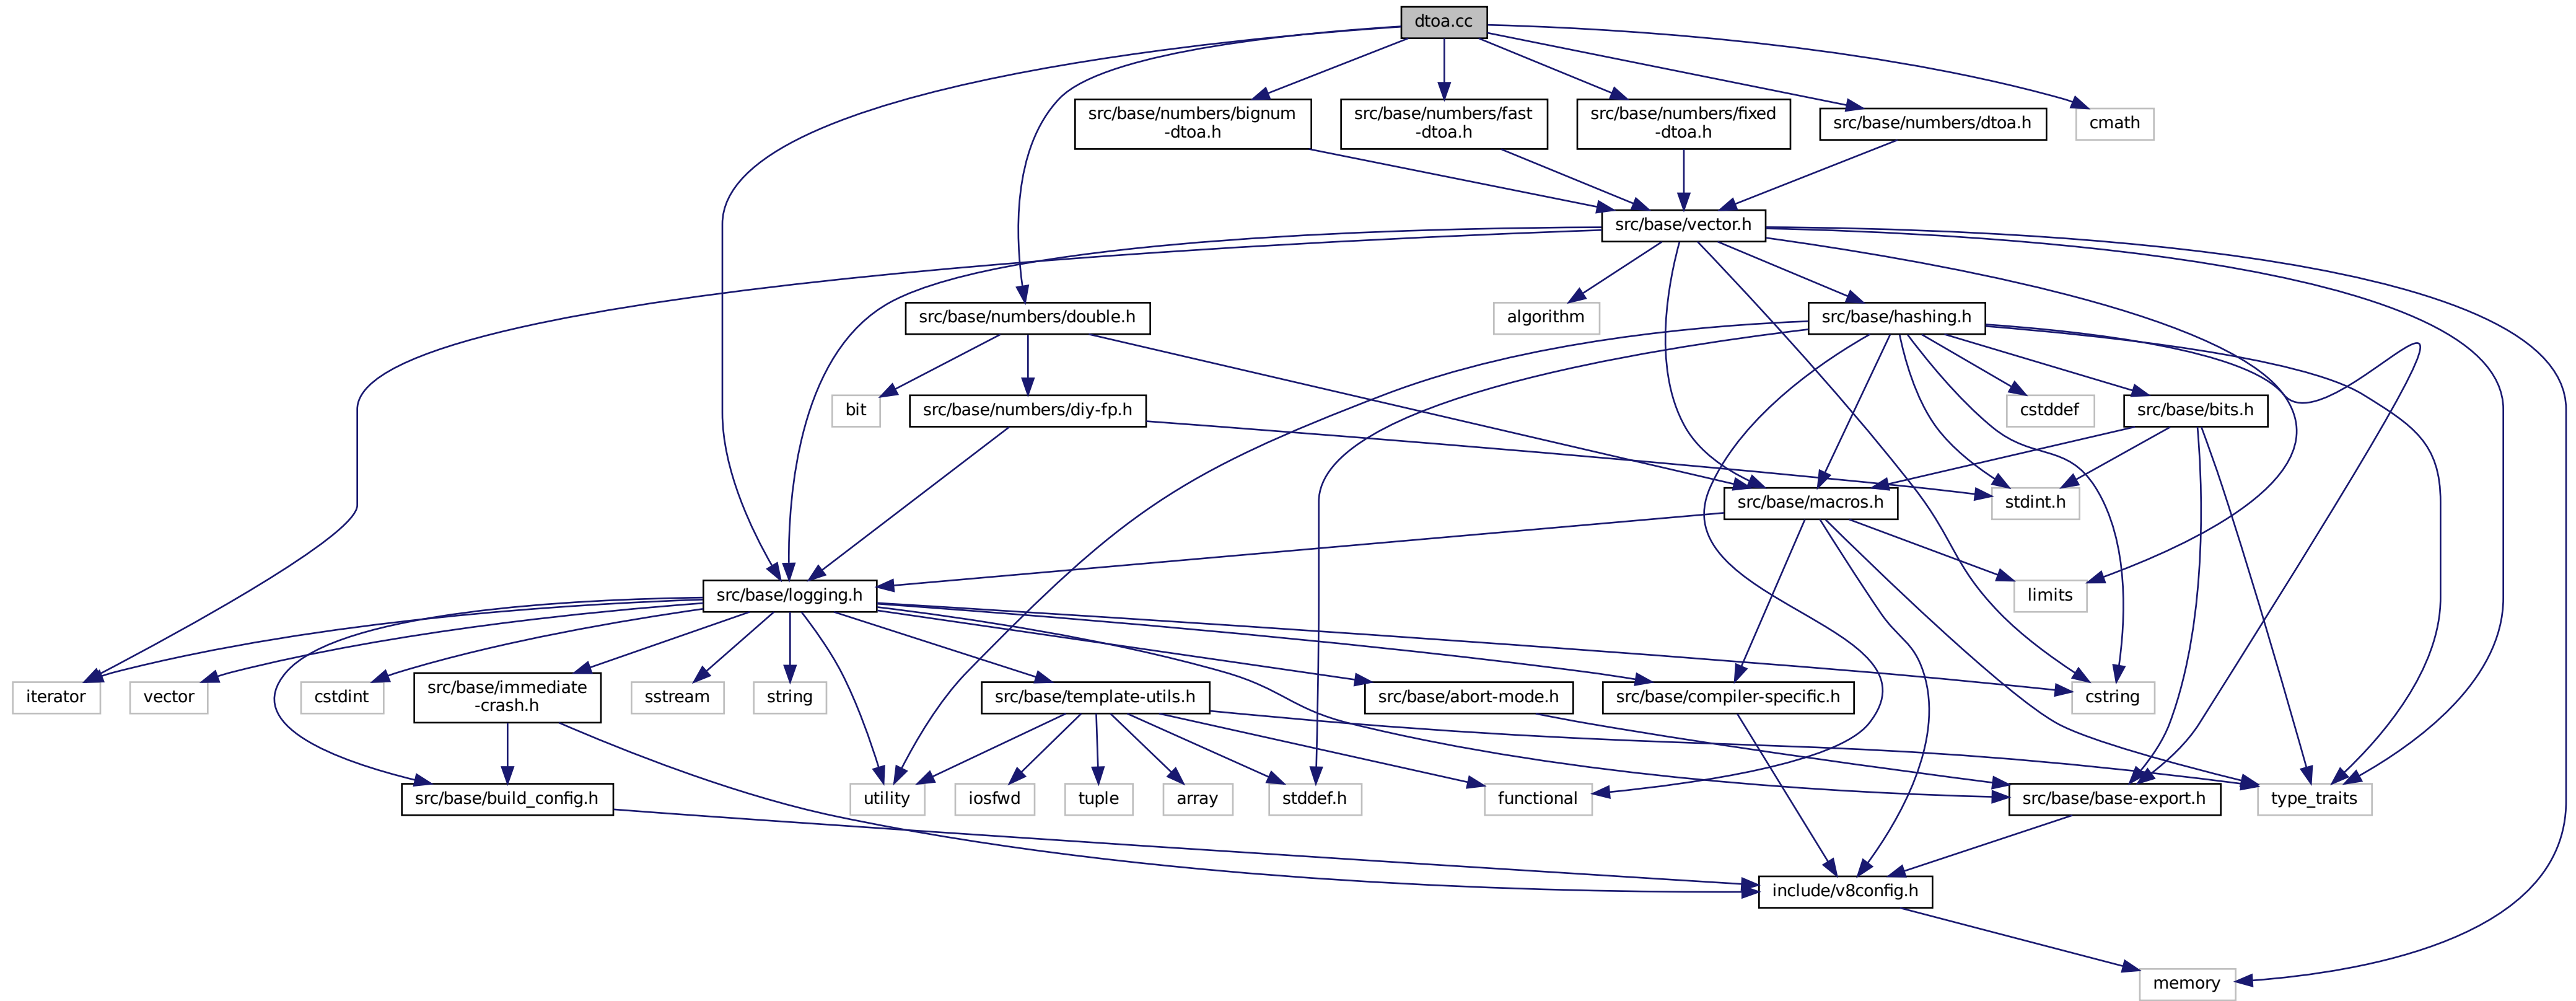 dtoa.cc
src/base/numbers/bignum
-dtoa.h
src/base/numbers/fast
-dtoa.h
src/base/numbers/fixed
-dtoa.h
src/base/numbers/dtoa.h
cmath
src/base/vector.h
src/base/numbers/double.h
algorithm
src/base/hashing.h
bit
src/base/numbers/diy-fp.h
cstddef
src/base/bits.h
src/base/macros.h
stdint.h
src/base/logging.h
limits
iterator
vector
cstdint
src/base/immediate
-crash.h
sstream
string
src/base/template-utils.h
src/base/abort-mode.h
src/base/compiler-specific.h
cstring
src/base/build_config.h
utility
iosfwd
tuple
array
stddef.h
functional
src/base/base-export.h
type_traits
include/v8config.h
memory